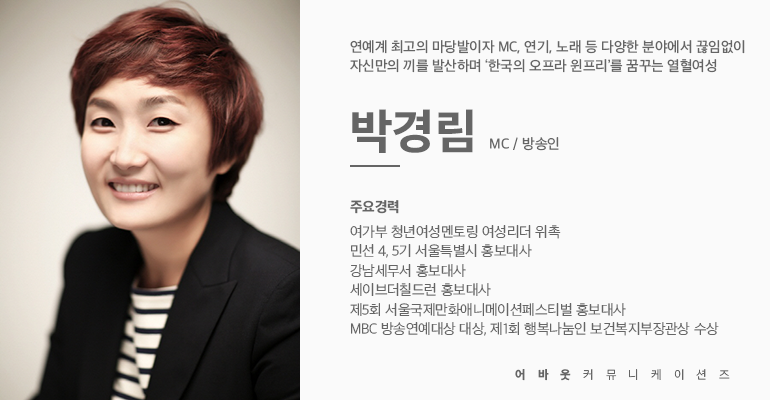 연예계 최고의 마당발이자 MC, 연기, 노래 등 다양한 분야에서 끊임없이
자신만의 끼를 발산하며 '한국의 오프라 윈프리'를 꿈꾸는 열혈여성
박경림 MC / 방송인
주요경력
여가부 청년여성멘토링 여성리더 위촉
민선 4, 5기 서울특별시 홍보대사
강남세무서 홍보대사
세이브더칠드런 홍보대사
제5회 서울국제만화애니메이션페스티벌 홍보대사
MBC 방송연예대상 대상, 제1회 행복나눔인 보건복지부장관상 수상
어바웃커뮤니케이션즈